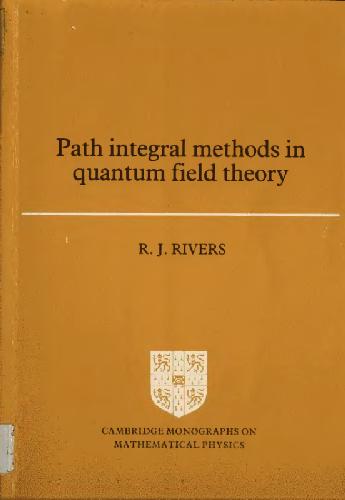 Path integral methods in
quantum field theory
R. J. RIVERS
CAMBRIDGE MONOGRAPHS ON
MATHEMATICAL PHYSICS